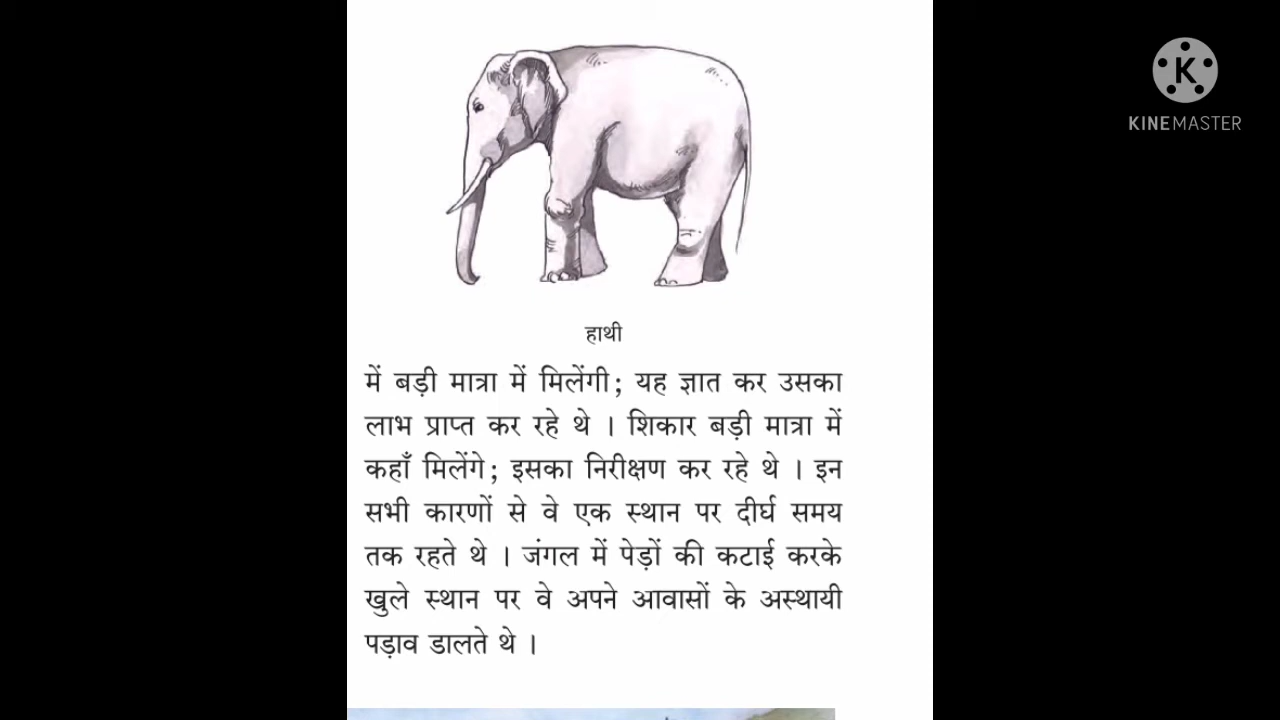 KINEMASTER
हाथी
में बड़ी मात्रा में मिलेंगी; यह ज्ञात कर उसका
लाभ प्राप्त कर रहे थे । शिकार बड़ी मात्रा में
कहाँ मिलेंगे; इसका निरीक्षण कर रहे थे । इन
सभी कारणों से वे एक स्थान पर दीर्घ समय
तक रहते थे । जंगल में पेड़ों की कटाई करके
खुले स्थान पर वे अपने आवासों के अस्थायी
पड़ाव डालते थे ।